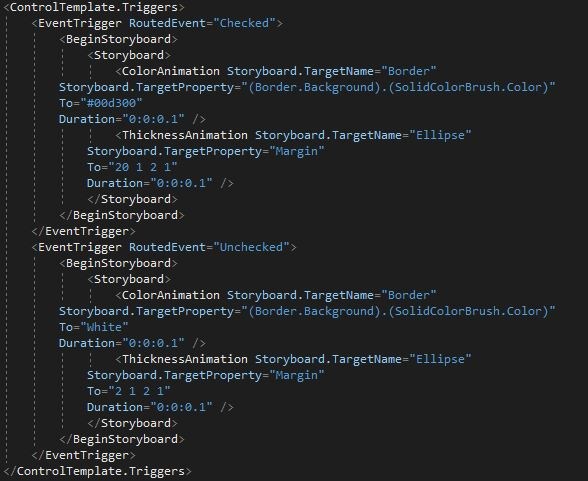 <ControlTemplate.Triggers>
<EventTrigger RoutedEvent="Checked">
<BeginStoryboard>
<Storyboard>
<ColorAnimation Storyboard.TargetName="Border"
Storyboard.TargetProperty="(Border.Background).(SolidColorBrush.Color)"
To="#00d300"
Duration="0:0:0.1" />
<ThicknessAnimation Storyboard.TargetName="Ellipse"
Storyboard.TargetProperty="Margin"
To="20 1 2 1"
Duration="0:0:0.1" />
</Storyboard>
</BeginStoryboard>
</EventTrigger>
<EventTrigger RoutedEvent="Unchecked">
<BeginStoryboard>
<Storyboard>
<ColorAnimation Storyboard.TargetName="Border"
Storyboard.TargetProperty="(Border.Background).(SolidColorBrush.Color)"
To="White"
Duration="0:0:0.1" />
<ThicknessAnimation Storyboard.TargetName="Ellipse"
Storyboard.TargetProperty="Margin"
To="2 1 2 1"
Duration="0:0:0.1" />
</Storyboard>
</BeginStoryboard>
</EventTrigger>
</ControlTemplate.Triggers>